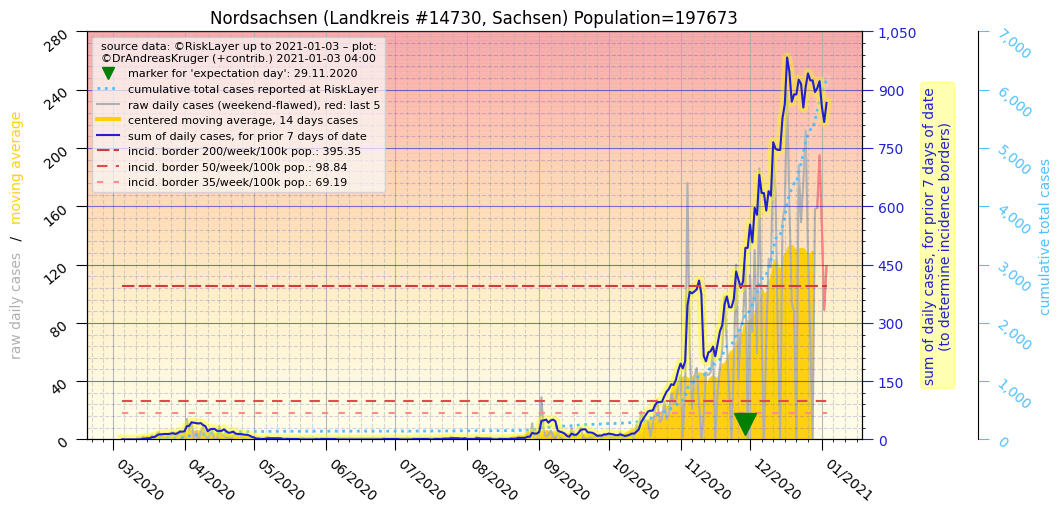 Nordsachsen (Landkreis #14730, Sachsen) Population=197673
source data: ©RiskLayer up to 2021-01-03 – plot:
©DrAndreasKruger (+contrib.) 2021-01-03 04:00
marker for 'expectation day': 29.11.2020
cumulative total cases reported at RiskLayer
raw daily cases (weekend-flawed), red: last 5
centered moving average, 14 days cases
sum of daily cases, for prior 7 days of date
incid. border 200/week/100k pop.: 395.35
incid. border 50/week/100k pop.: 98.84
incid. border 35/week/100k pop.: 69.19
raw daily cases / moving average
280
240
200
160
120
80
40
0
03/2020
04/2020
05/2020
06/2020
07/2020
08/2020
09/2020
10/2020
11/2020
12/2020
01/2021
1,050
900
750
600
450
300
150
0
sum of daily cases, for prior 7 days of date
(to determine incidence borders)
7,000
6,000
5,000
4,000
3,000
2,000
1,000
0
cumulative total cases